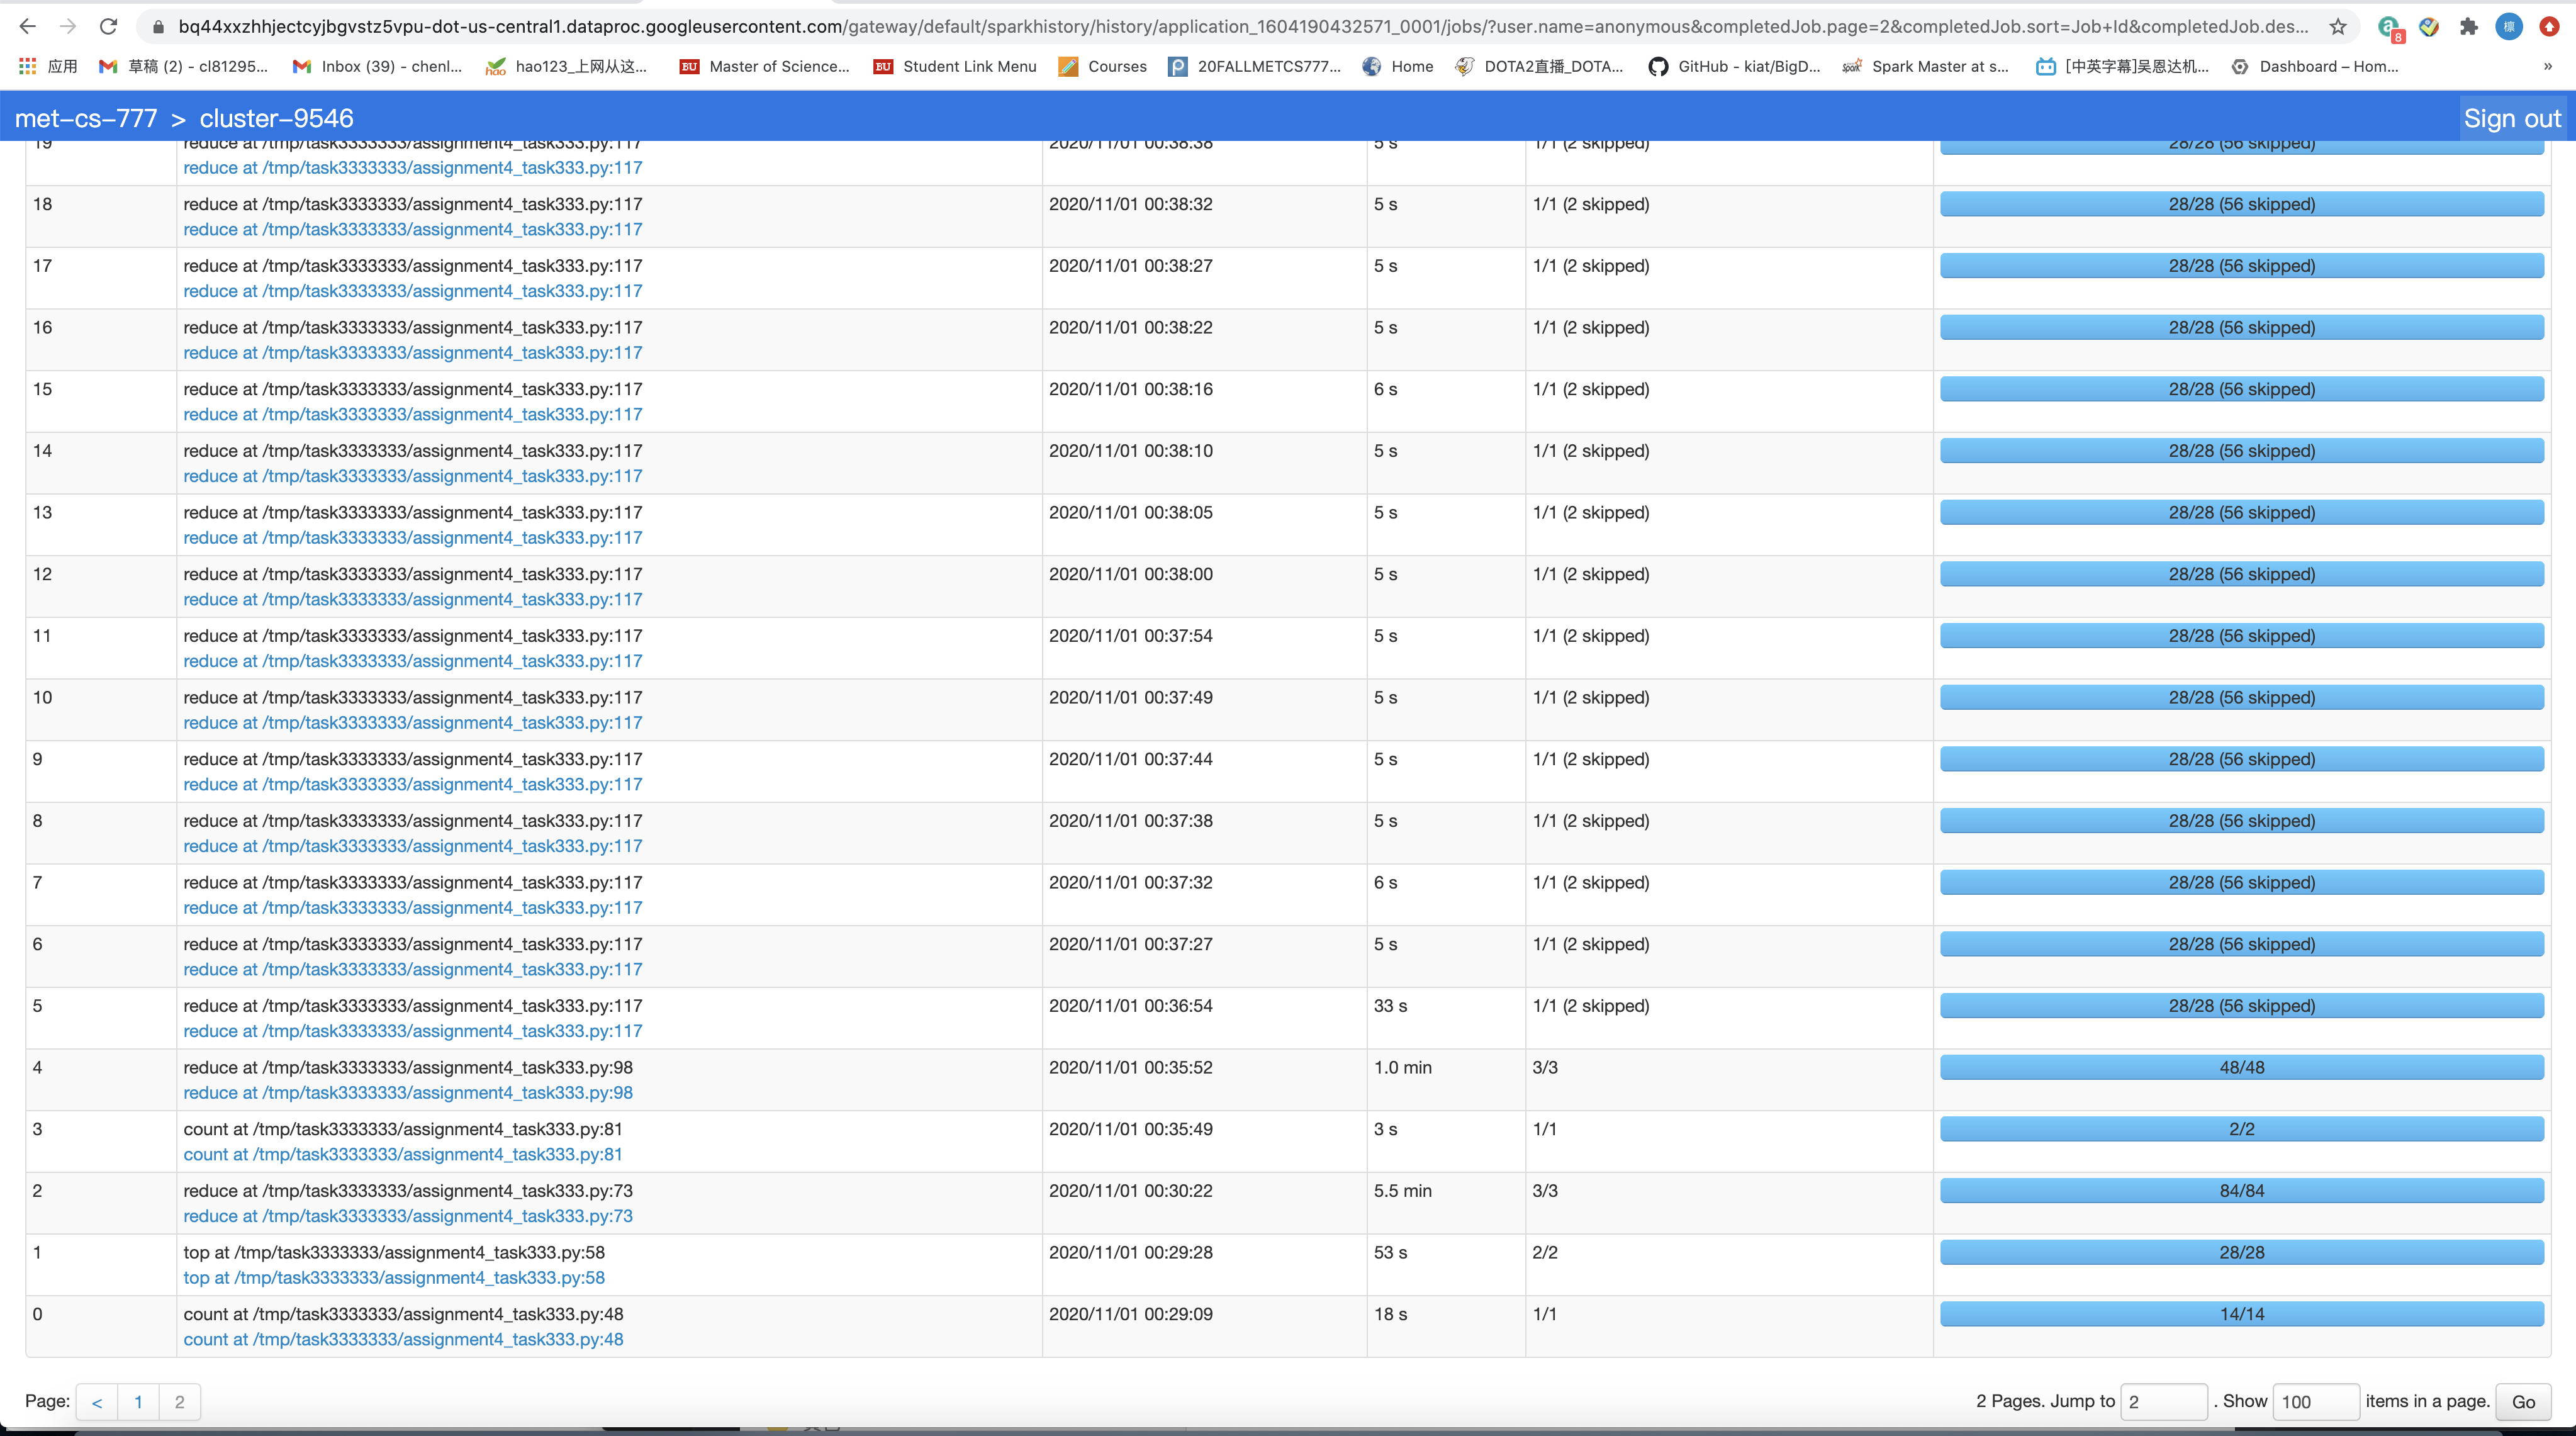 bq44xxzhhjectcyjbgvstz5vpu-dot-us-central1.dataproc.googleusercontent.com/gateway/default/sparkhistory/history/application_1604190432571_0001/jobs/?user.name=anonymous&completedJob.page=2&completedJob.sort=Job+Id&completedJob.des... 8
应用 草稿 (2) - cl81295... Inbox (39) - chenl... hao123_上网从这... BU Master of Science... BU Student Link Menu Courses 20FALLMETCS777... Home DOTA2直播_DOTA... GitHub - kiat/BigD... Spark Master at s... [中英字幕]吴恩达机... Dashboard – Hom... »
met-cs-777 > cluster-9546 Sign out
19 reduce at /tmp/task3333333/assignment4_task333.py:117 2020/11/01 00:38:38 5 s 1/1 (2 skipped) 28/28 (56 skipped)
reduce at /tmp/task3333333/assignment4_task333.py:117
18 reduce at /tmp/task3333333/assignment4_task333.py:117 2020/11/01 00:38:32 5 s 1/1 (2 skipped) 28/28 (56 skipped)
reduce at /tmp/task3333333/assignment4_task333.py:117
17 reduce at /tmp/task3333333/assignment4_task333.py:117 2020/11/01 00:38:27 5 s 1/1 (2 skipped) 28/28 (56 skipped)
reduce at /tmp/task3333333/assignment4_task333.py:117
16 reduce at /tmp/task3333333/assignment4_task333.py:117 2020/11/01 00:38:22 5 s 1/1 (2 skipped) 28/28 (56 skipped)
reduce at /tmp/task3333333/assignment4_task333.py:117
15 reduce at /tmp/task3333333/assignment4_task333.py:117 2020/11/01 00:38:16 6 s 1/1 (2 skipped) 28/28 (56 skipped)
reduce at /tmp/task3333333/assignment4_task333.py:117
14 reduce at /tmp/task3333333/assignment4_task333.py:117 2020/11/01 00:38:10 5 s 1/1 (2 skipped) 28/28 (56 skipped)
reduce at /tmp/task3333333/assignment4_task333.py:117
13 reduce at /tmp/task3333333/assignment4_task333.py:117 2020/11/01 00:38:05 5 s 1/1 (2 skipped) 28/28 (56 skipped)
reduce at /tmp/task3333333/assignment4_task333.py:117
12 reduce at /tmp/task3333333/assignment4_task333.py:117 2020/11/01 00:38:00 5 s 1/1 (2 skipped) 28/28 (56 skipped)
reduce at /tmp/task3333333/assignment4_task333.py:117
11 reduce at /tmp/task3333333/assignment4_task333.py:117 2020/11/01 00:37:54 5 s 1/1 (2 skipped) 28/28 (56 skipped)
reduce at /tmp/task3333333/assignment4_task333.py:117
10 reduce at /tmp/task3333333/assignment4_task333.py:117 2020/11/01 00:37:49 5 s 1/1 (2 skipped) 28/28 (56 skipped)
reduce at /tmp/task3333333/assignment4_task333.py:117
9 reduce at /tmp/task3333333/assignment4_task333.py:117 2020/11/01 00:37:44 5 s 1/1 (2 skipped) 28/28 (56 skipped)
reduce at /tmp/task3333333/assignment4_task333.py:117
8 reduce at /tmp/task3333333/assignment4_task333.py:117 2020/11/01 00:37:38 5 s 1/1 (2 skipped) 28/28 (56 skipped)
reduce at /tmp/task3333333/assignment4_task333.py:117
7 reduce at /tmp/task3333333/assignment4_task333.py:117 2020/11/01 00:37:32 6 s 1/1 (2 skipped) 28/28 (56 skipped)
reduce at /tmp/task3333333/assignment4_task333.py:117
6 reduce at /tmp/task3333333/assignment4_task333.py:117 2020/11/01 00:37:27 5 s 1/1 (2 skipped) 28/28 (56 skipped)
reduce at /tmp/task3333333/assignment4_task333.py:117
5 reduce at /tmp/task3333333/assignment4_task333.py:117 2020/11/01 00:36:54 33 s 1/1 (2 skipped) 28/28 (56 skipped)
reduce at /tmp/task3333333/assignment4_task333.py:117
4 reduce at /tmp/task3333333/assignment4_task333.py:98 2020/11/01 00:35:52 1.0 min 3/3 48/48
reduce at /tmp/task3333333/assignment4_task333.py:98
3 count at /tmp/task3333333/assignment4_task333.py:81 2020/11/01 00:35:49 3 s 1/1 2/2
count at /tmp/task3333333/assignment4_task333.py:81
2 reduce at /tmp/task3333333/assignment4_task333.py:73 2020/11/01 00:30:22 5.5 min 3/3 84/84
reduce at /tmp/task3333333/assignment4_task333.py:73
1 top at /tmp/task3333333/assignment4_task333.py:58 2020/11/01 00:29:28 53 s 2/2 28/28
top at /tmp/task3333333/assignment4_task333.py:58
0 count at /tmp/task3333333/assignment4_task333.py:48 2020/11/01 00:29:09 18 s 1/1 14/14
count at /tmp/task3333333/assignment4_task333.py:48
Page: < 1 2 2 Pages. Jump to 2 . Show 100 items in a page. Go